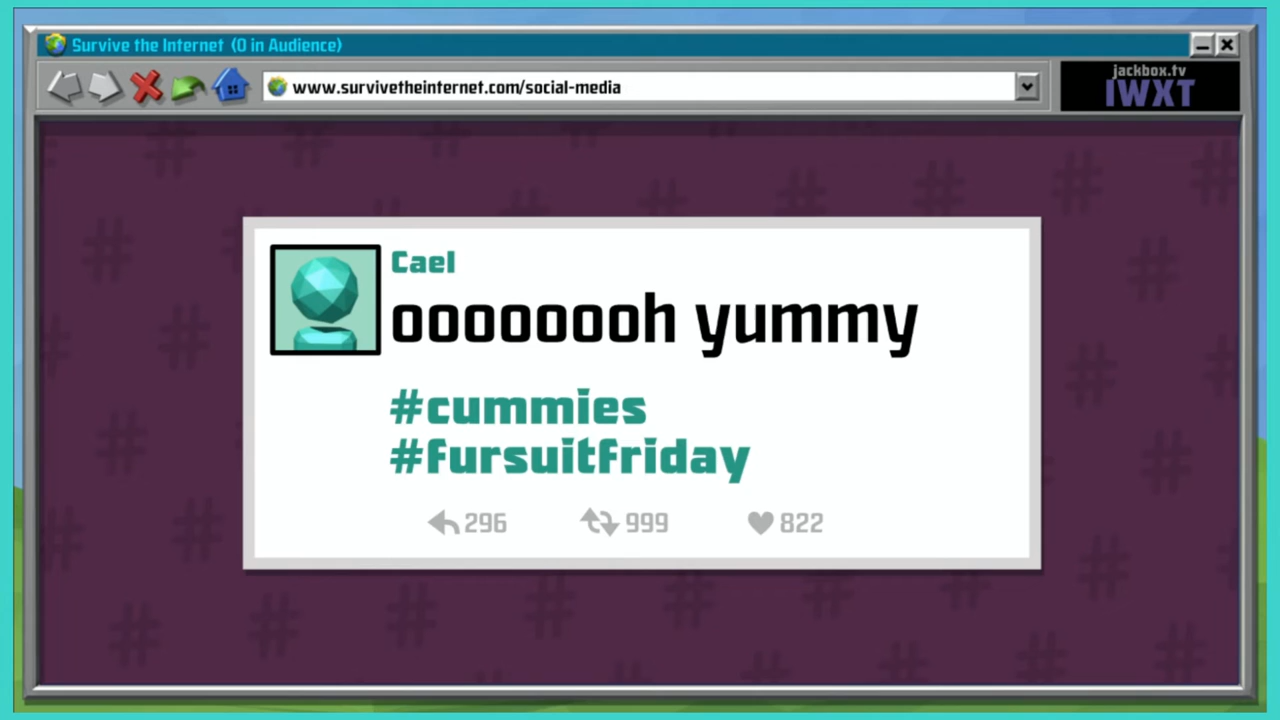 Survive the Internet (0 in Audience)
www.survivetheinternet.com/social-media
jackbox.tv
IWXT
Cael
ooooooooh yummy
#cummies
#fursuitfriday
296 999 822